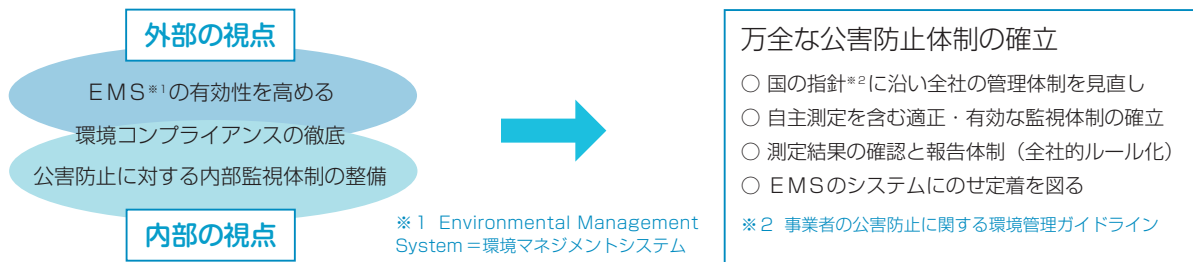 外部の視点
EMS※1の有効性を高める
環境コンプライアンスの徹底
公害防止に対する内部監視体制の整備
内部の視点
※1 Environmental Management
System＝環境マネジメントシステム
万全な公害防止体制の確立
○ 国の指針※2に沿い全社の管理体制を見直し
○ 自主測定を含む適正・有効な監視体制の確立
○ 測定結果の確認と報告体制（全社的ルール化）
○ EMSのシステムにのせ定着を図る
※2 事業者の公害防止に関する環境管理ガイドライン